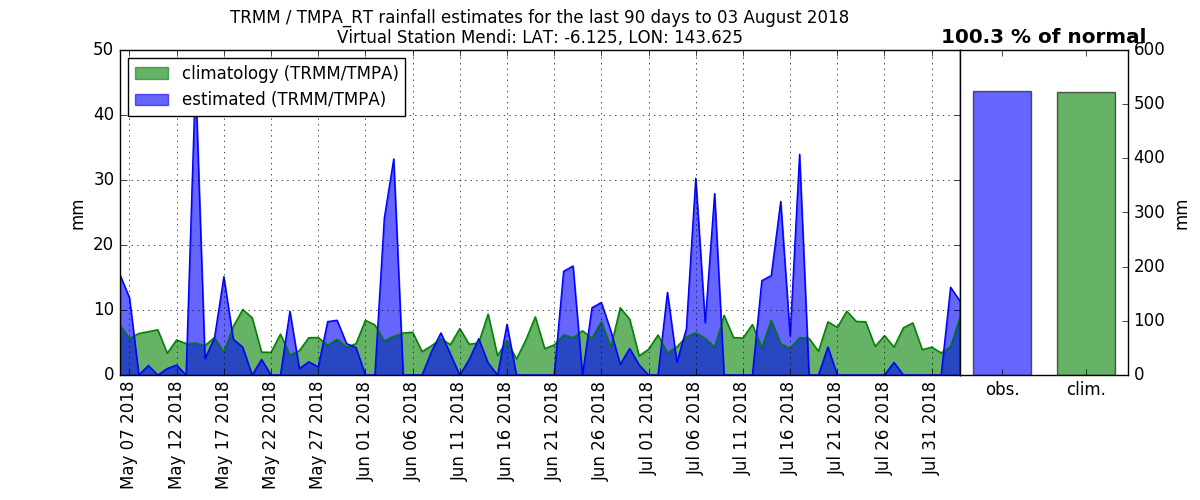 TRMM / TMPA_RT rainfall estimates for the last 90 days to 03 August 2018
Virtual Station Mendi: LAT: -6.125, LON: 143.625
100.3 % of normal
climatology (TRMM/TMPA)
estimated (TRMM/TMPA)
50
40
30
20
10
0
mm
600
500
400
300
200
100
0
mm
May 07 2018
May 12 2018
May 17 2018
May 22 2018
May 27 2018
Jun 01 2018
Jun 06 2018
Jun 11 2018
Jun 16 2018
Jun 21 2018
Jun 26 2018
Jul 01 2018
Jul 06 2018
Jul 11 2018
Jul 16 2018
Jul 21 2018
Jul 26 2018
Jul 31 2018
obs.
clim.